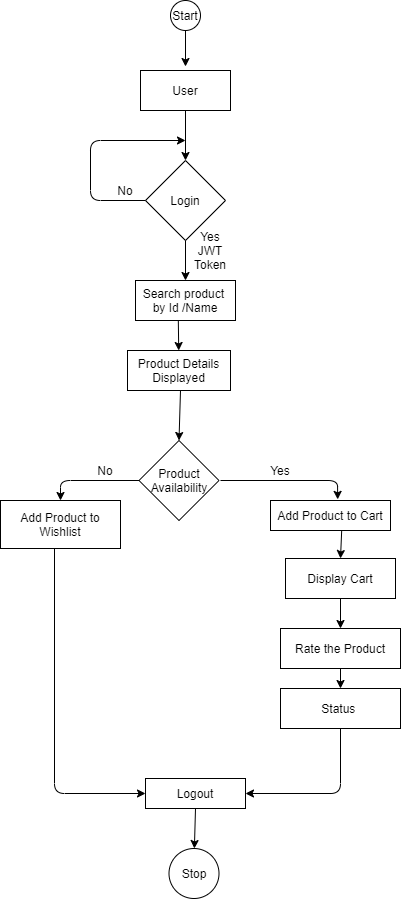 Start
User
No
Login
Yes
JWT
Token
Search product
by Id /Name
Product Details
Displayed
No
Product
Availability
Yes
Add Product to
Wishlist
Add Product to Cart
Display Cart
Rate the Product
Status
Logout
Stop